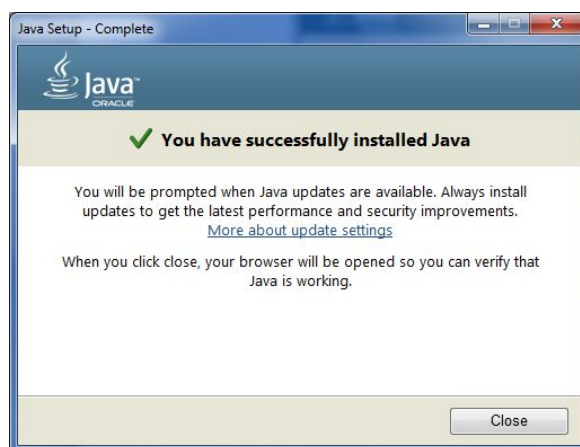 Java Setup - Complete
Java™
ORACLE
You have successfully installed Java
You will be prompted when Java updates are available. Always install
updates to get the latest performance and security improvements.
More about update settings
When you click close, your browser will be opened so you can verify that
Java is working.
Close